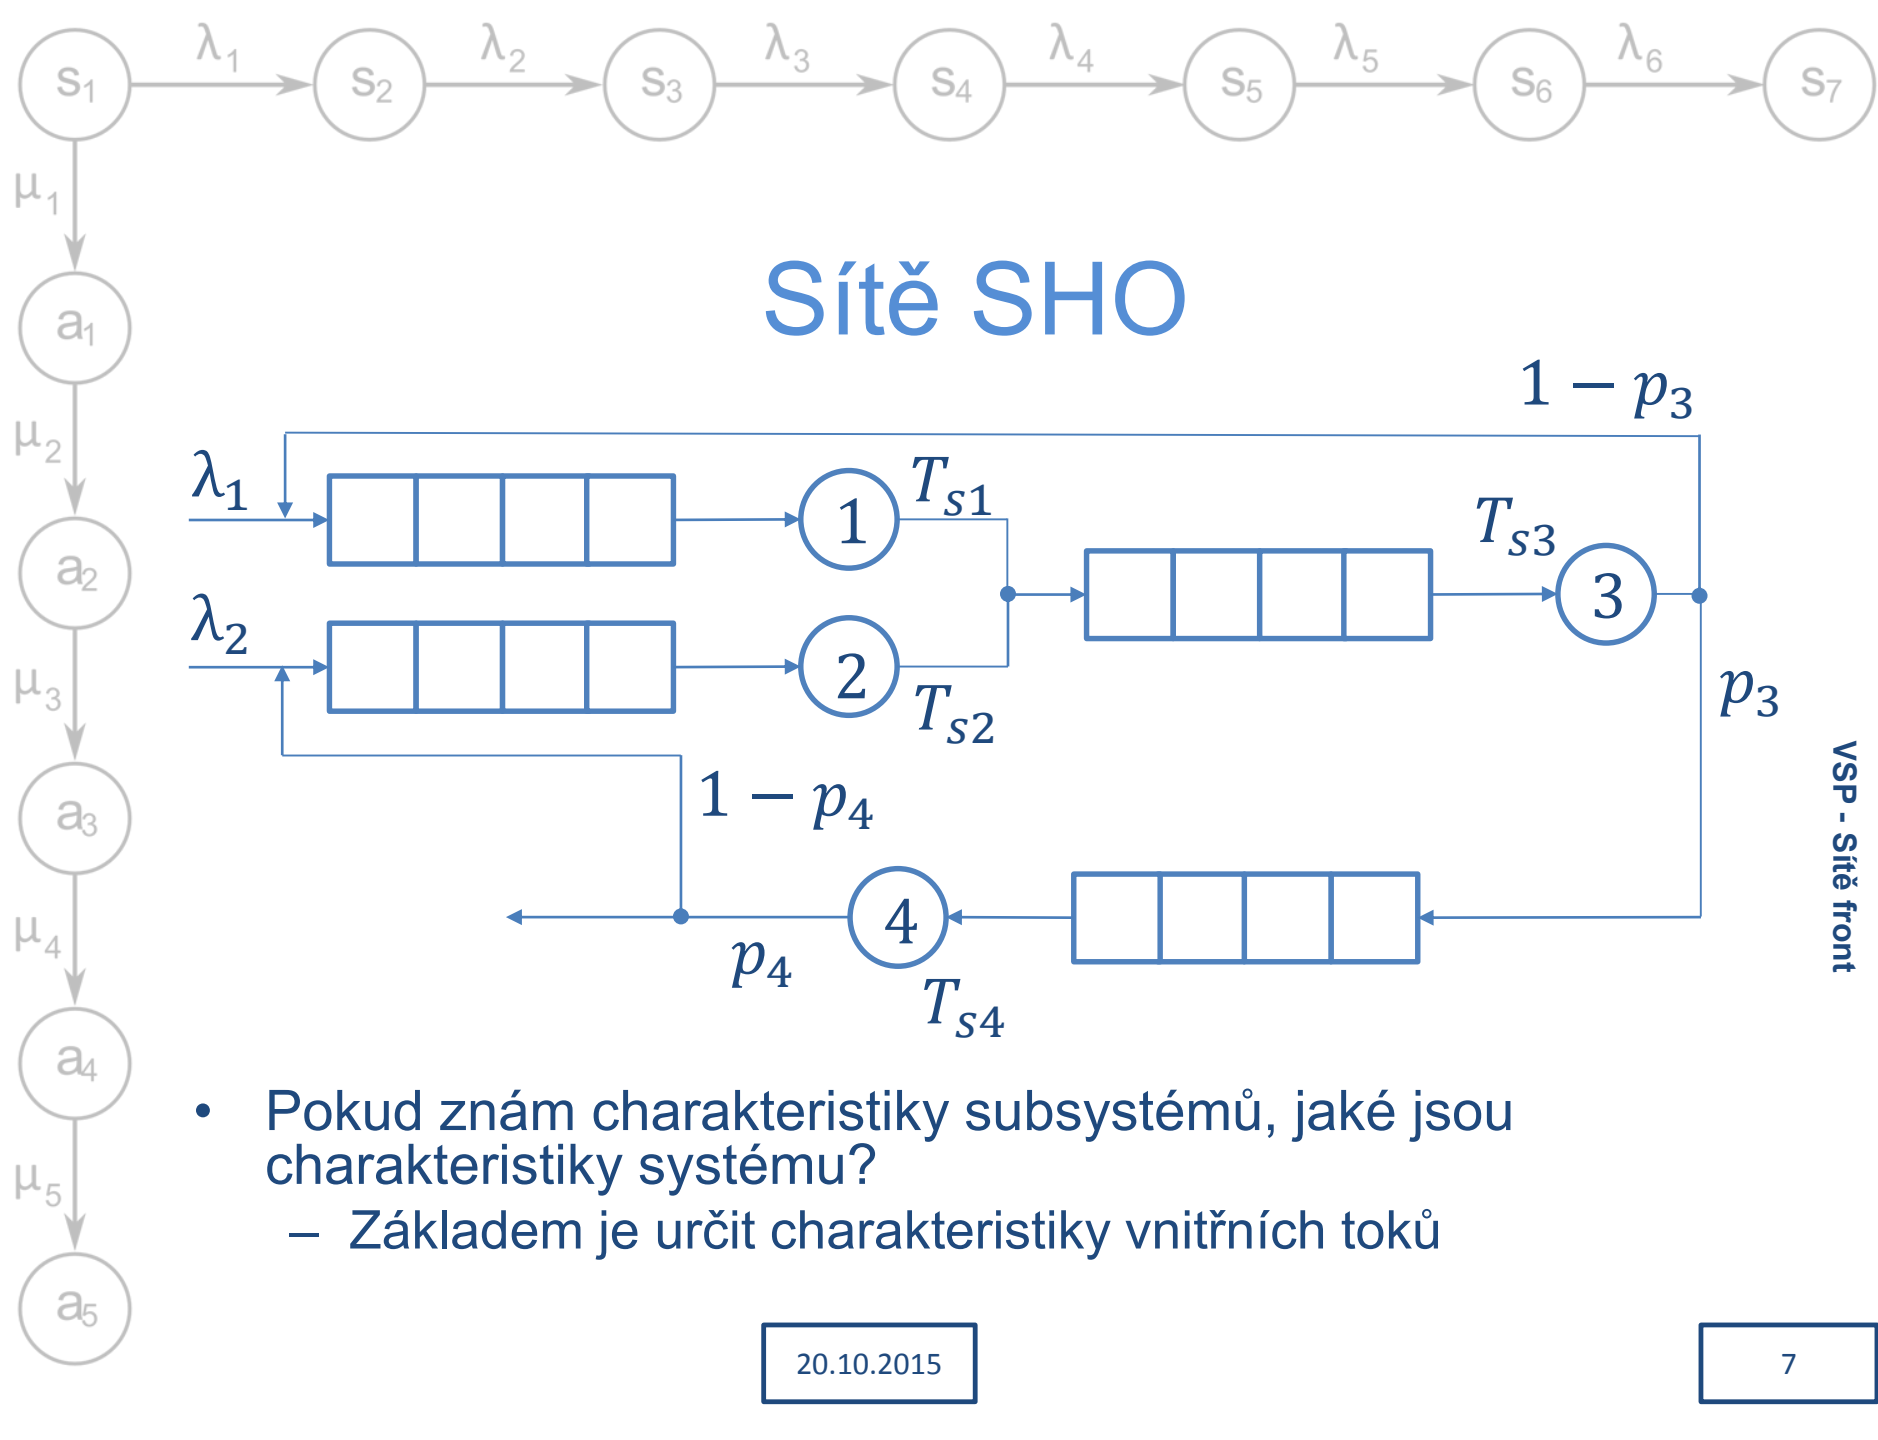 s1 λ1 s2 λ2 s3 λ3 s4 λ4 s5 λ5 s6 λ6 s7
μ1
a1
μ2
a2
μ3
a3
μ4
a4
μ5
a5
Sítě SHO
1 − p3
λ1
1
Ts1
Ts3
3
λ2
2
Ts2
p3
1 − p4
4
p4
Ts4
VSP - Sítě front
• Pokud znám charakteristiky subsystémů, jaké jsou
charakteristiky systému?
– Základem je určit charakteristiky vnitřních toků
20.10.2015
7